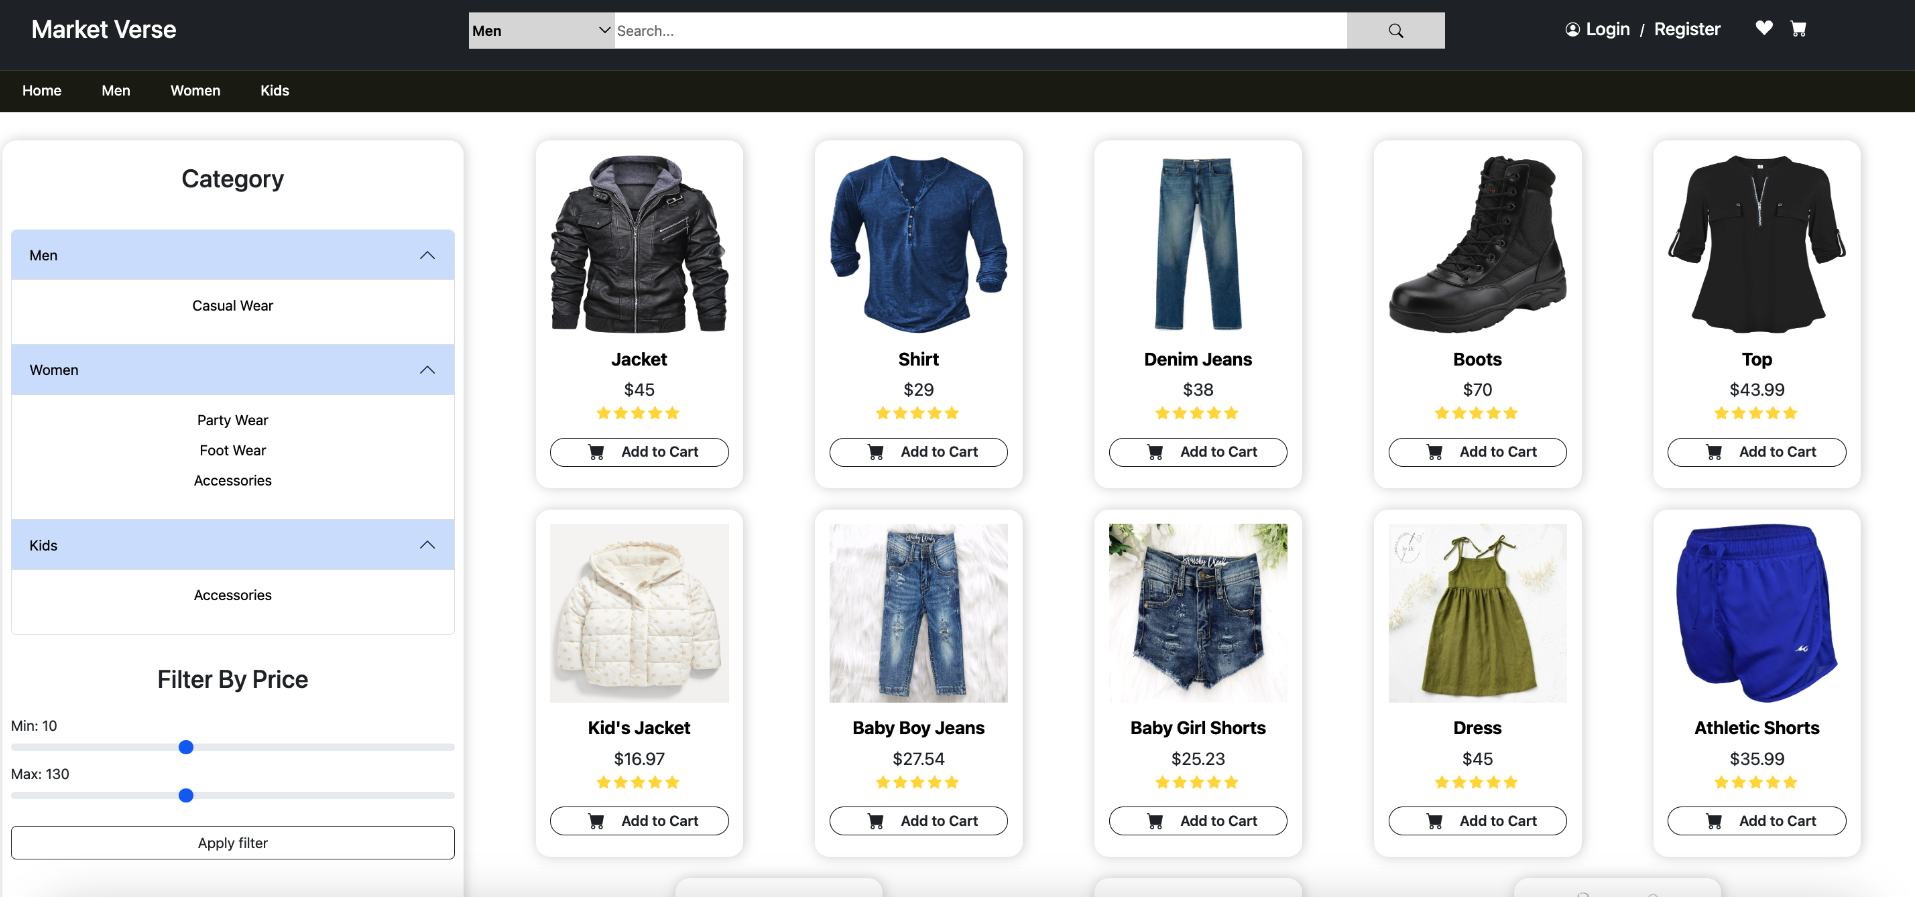 Market Verse
Men
Search...
Login / Register
Home Men Women Kids
Category
Men
Casual Wear
Women
Party Wear
Foot Wear
Accessories
Kids
Accessories
Filter By Price
Min: 10
Max: 130
Apply filter
Jacket
$45
Add to Cart
Shirt
$29
Add to Cart
Denim Jeans
$38
Add to Cart
Boots
$70
Add to Cart
Top
$43.99
Add to Cart
Kid's Jacket
$16.97
Add to Cart
Baby Boy Jeans
$27.54
Add to Cart
Baby Girl Shorts
$25.23
Add to Cart
Dress
$45
Add to Cart
Athletic Shorts
$35.99
Add to Cart